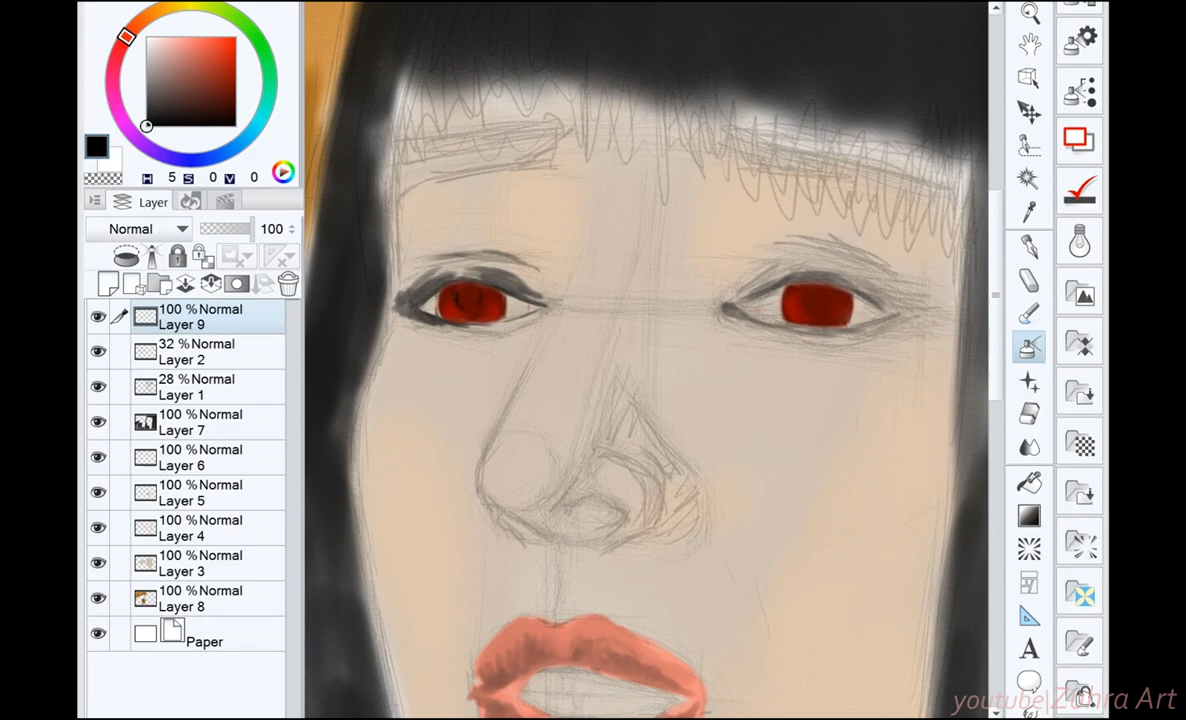 H 5 S 0 V 0
Layer
Normal 100
100 %Normal
Layer 9
32 %Normal
Layer 2
28 %Normal
Layer 1
100 %Normal
Layer 7
100 %Normal
Layer 6
100 %Normal
Layer 5
100 %Normal
Layer 4
100 %Normal
Layer 3
100 %Normal
Layer 8
Paper
A
youtube|Zahra Art